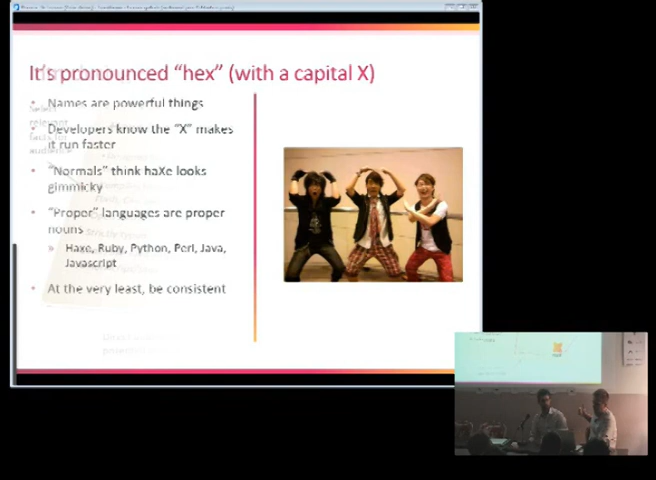 It's pronounced "hex" (with a capital X)
Names are powerful things
Developers know the "X" makes
it run faster
"Normals" think haXe looks
gimmicky
"Proper" languages are proper
nouns
Haxe, Ruby, Python, Perl, Java,
Javascript
At the very least, be consistent